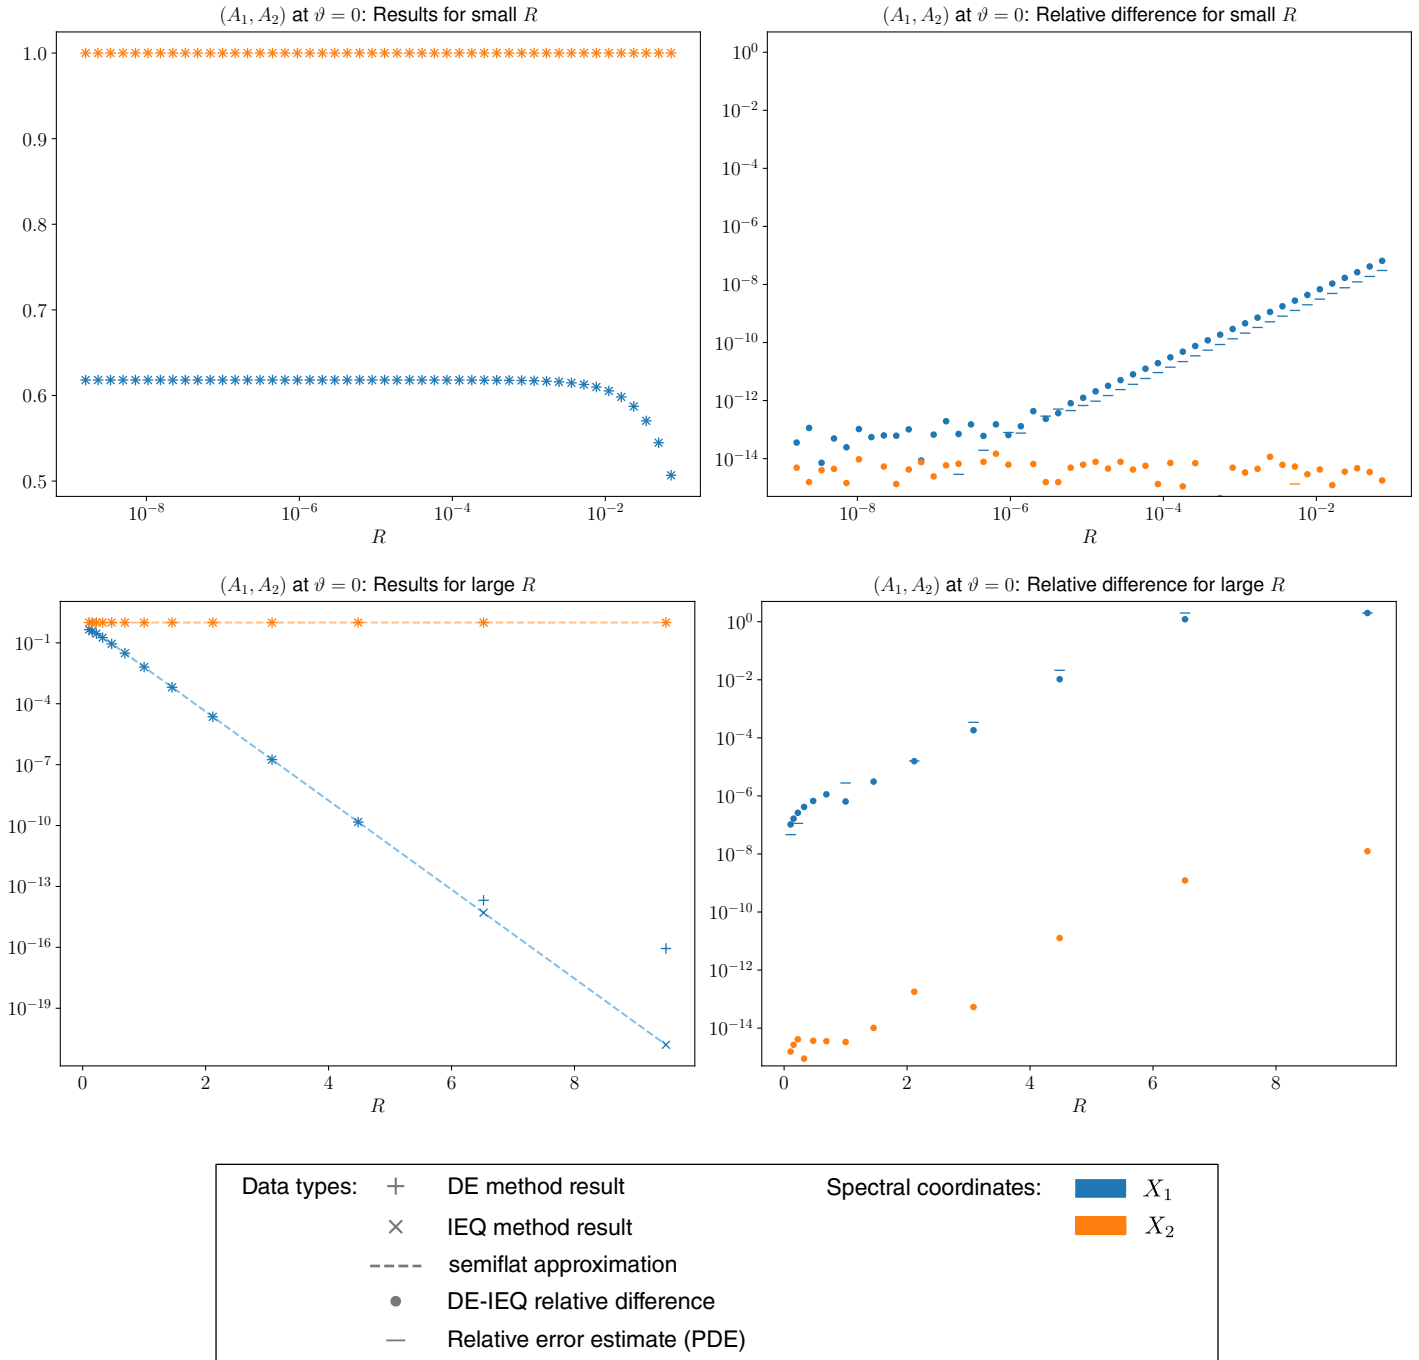 (A₁, A₂) at ϑ = 0: Results for small R
1.0
0.9
0.8
0.7
0.6
0.5
10⁻⁸ 10⁻⁶ 10⁻⁴ 10⁻²
R
(A₁, A₂) at ϑ = 0: Relative difference for small R
10⁰
10⁻²
10⁻⁴
10⁻⁶
10⁻⁸
10⁻¹⁰
10⁻¹²
10⁻¹⁴
10⁻⁸ 10⁻⁶ 10⁻⁴ 10⁻²
R
(A₁, A₂) at ϑ = 0: Results for large R
10⁻¹
10⁻⁴
10⁻⁷
10⁻¹⁰
10⁻¹³
10⁻¹⁶
10⁻¹⁹
0 2 4 6 8
R
(A₁, A₂) at ϑ = 0: Relative difference for large R
10⁰
10⁻²
10⁻⁴
10⁻⁶
10⁻⁸
10⁻¹⁰
10⁻¹²
10⁻¹⁴
0 2 4 6 8
R
Data types:
DE method result
IEQ method result
semiflat approximation
DE-IEQ relative difference
Relative error estimate (PDE)
Spectral coordinates:
X₁
X₂